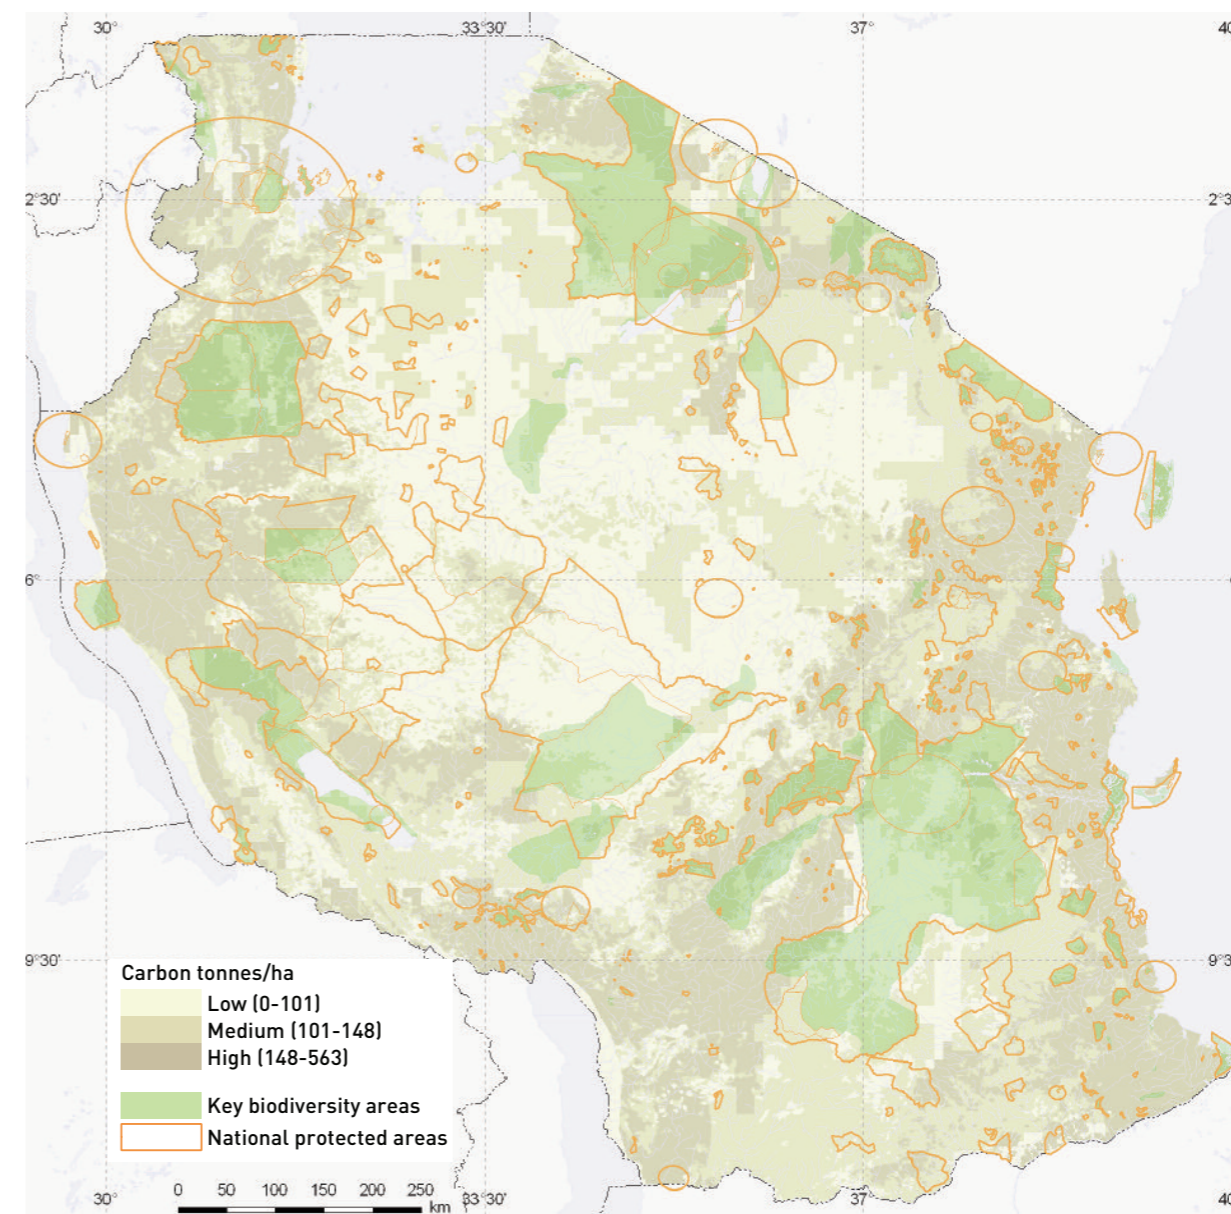 30° 33°30' 37° 40
2°30' 2°3
6°
9°30' 9°3
Carbon tonnes/ha
Low (0-101)
Medium (101-148)
High (148-563)
Key biodiversity areas
National protected areas
0 50 100 150 200 250
km
30° 33°30' 37° 40